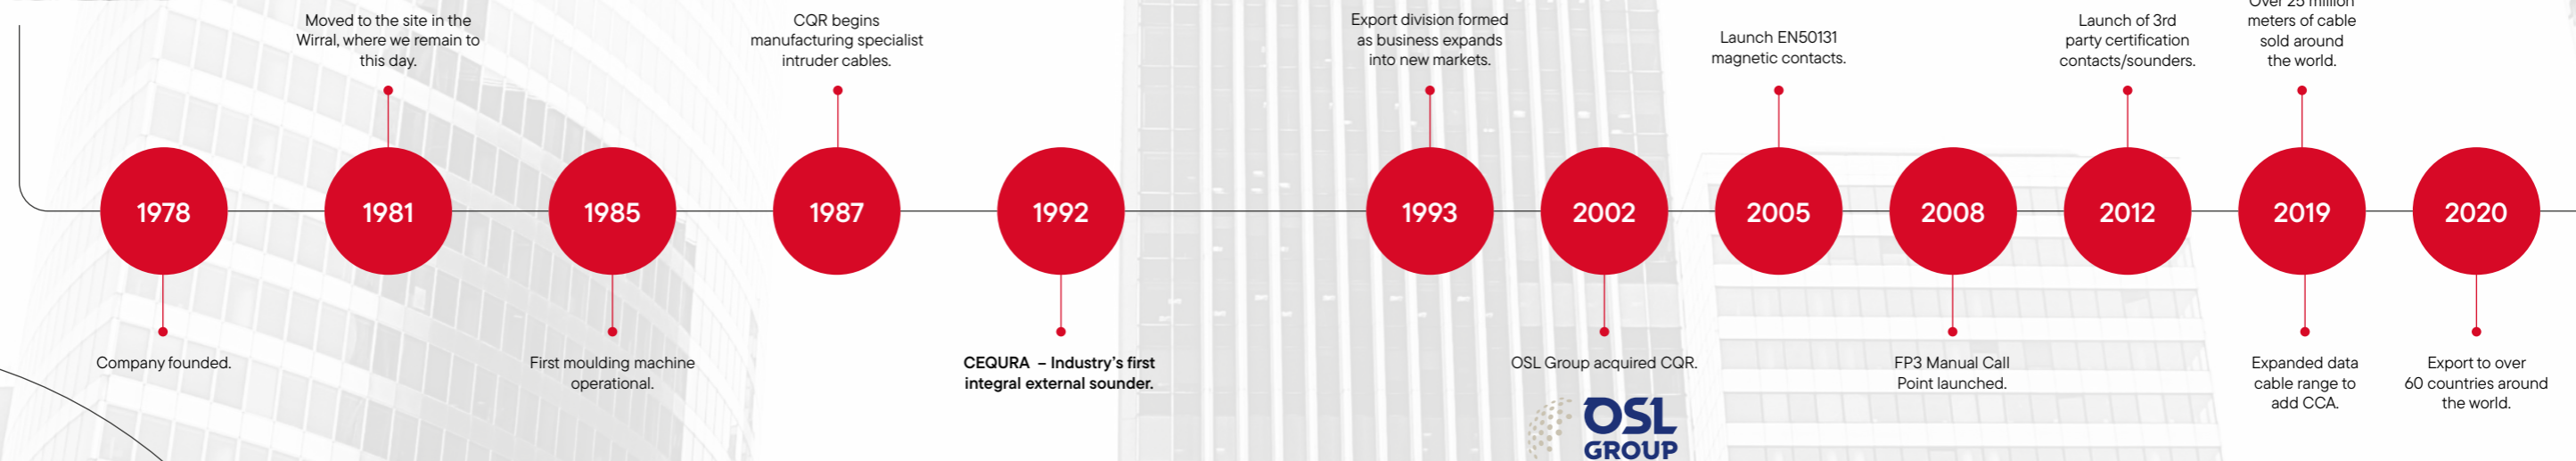 Moved to the site in the
Wirral, where we remain to
this day.
CQR begins
manufacturing specialist
intruder cables.
Export division formed
as business expands
into new markets.
Launch EN50131
magnetic contacts.
Launch of 3rd
party certification
contacts/sounders.
Over 25 million
meters of cable
sold around
the world.
1978
1981
1985
1987
1992
1993
2002
2005
2008
2012
2019
2020
Company founded.
First moulding machine
operational.
CEQURA – Industry’s first
integral external sounder.
OSL Group acquired CQR.
OSL
GROUP
FP3 Manual Call
Point launched.
Expanded data
cable range to
add CCA.
Export to over
60 countries around
the world.